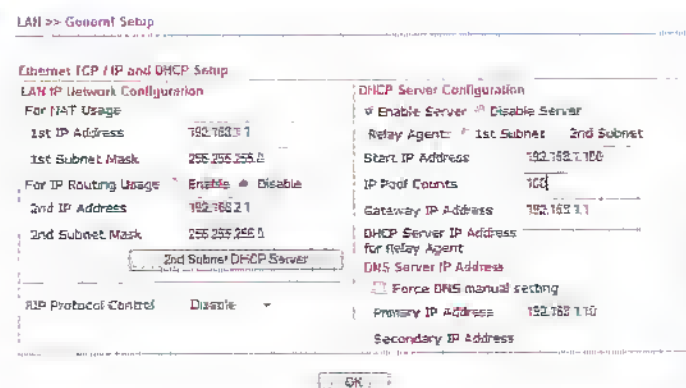 LAN >> General Setup
Ethernet TCP / IP and DHCP Setup
LAN IP Network Configuration
For NAT Usage
1st IP Address 192.168.1.1
1st Subnet Mask 255.255.255.0
For IP Routing Usage Enable Disable
2nd IP Address 192.168.2.1
2nd Subnet Mask 255.255.255.0
2nd Subnet DHCP Server
RIP Protocol Control Disable
DHCP Server Configuration
Enable Server Disable Server
Relay Agent: 1st Subnet 2nd Subnet
Start IP Address 192.168.1.100
IP Pool Counts 100
Gateway IP Address 192.168.1.1
DHCP Server IP Address
for Relay Agent
DNS Server IP Address
Force DNS manual setting
Primary IP Address 192.168.1.10
Secondary IP Address
OK